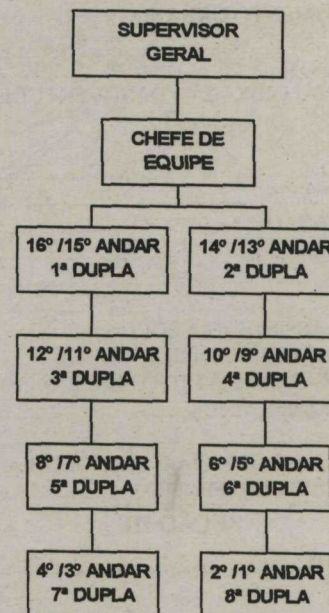 SUPERVISOR
GERAL
CHEFE DE
EQUIPE
16º /15º ANDAR
1ª DUPLA
14º /13º ANDAR
2ª DUPLA
12º /11º ANDAR
3ª DUPLA
10º /9º ANDAR
4ª DUPLA
8º /7º ANDAR
5ª DUPLA
6º /5º ANDAR
6ª DUPLA
4º /3º ANDAR
7ª DUPLA
2º /1º ANDAR
8ª DUPLA